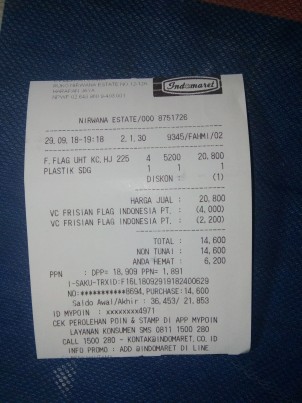 Indomaret
NIRWANA ESTATE/000 8751726
29.09.18-19:18 2.1.30 9345/FAHMI/02
F.FLAG UHT KC.HJ 225 4 5200 20,800
PLASTIK SDG 1 1 1
DISKON : (1)
HARGA JUAL : 20,800
VC FRISIAN FLAG INDONESIA PT. : (4,000)
VC FRISIAN FLAG INDONESIA PT. : (2,200)
TOTAL : 14,600
NON TUNAI : 14,600
ANDA HEMAT : 6,200
PPN : DPP= 18,909 PPN= 1,891
I-SAKU-TRXID:F16L18092919182400629
NO:***********8694,PURCHASE:14,600
Saldo Awal/Akhir : 36.453/ 21.853
ID MYPOIN : xxxxxxxx4971
CEK PEROLEHAN POIN & STAMP DI APP MYPOIN
LAYANAN KONSUMEN SMS 0811 1500 280
CALL 1500 280 - KONTAK@INDOMARET.CO.ID
INFO PROMO : ADD @INDOMARET DI LINE